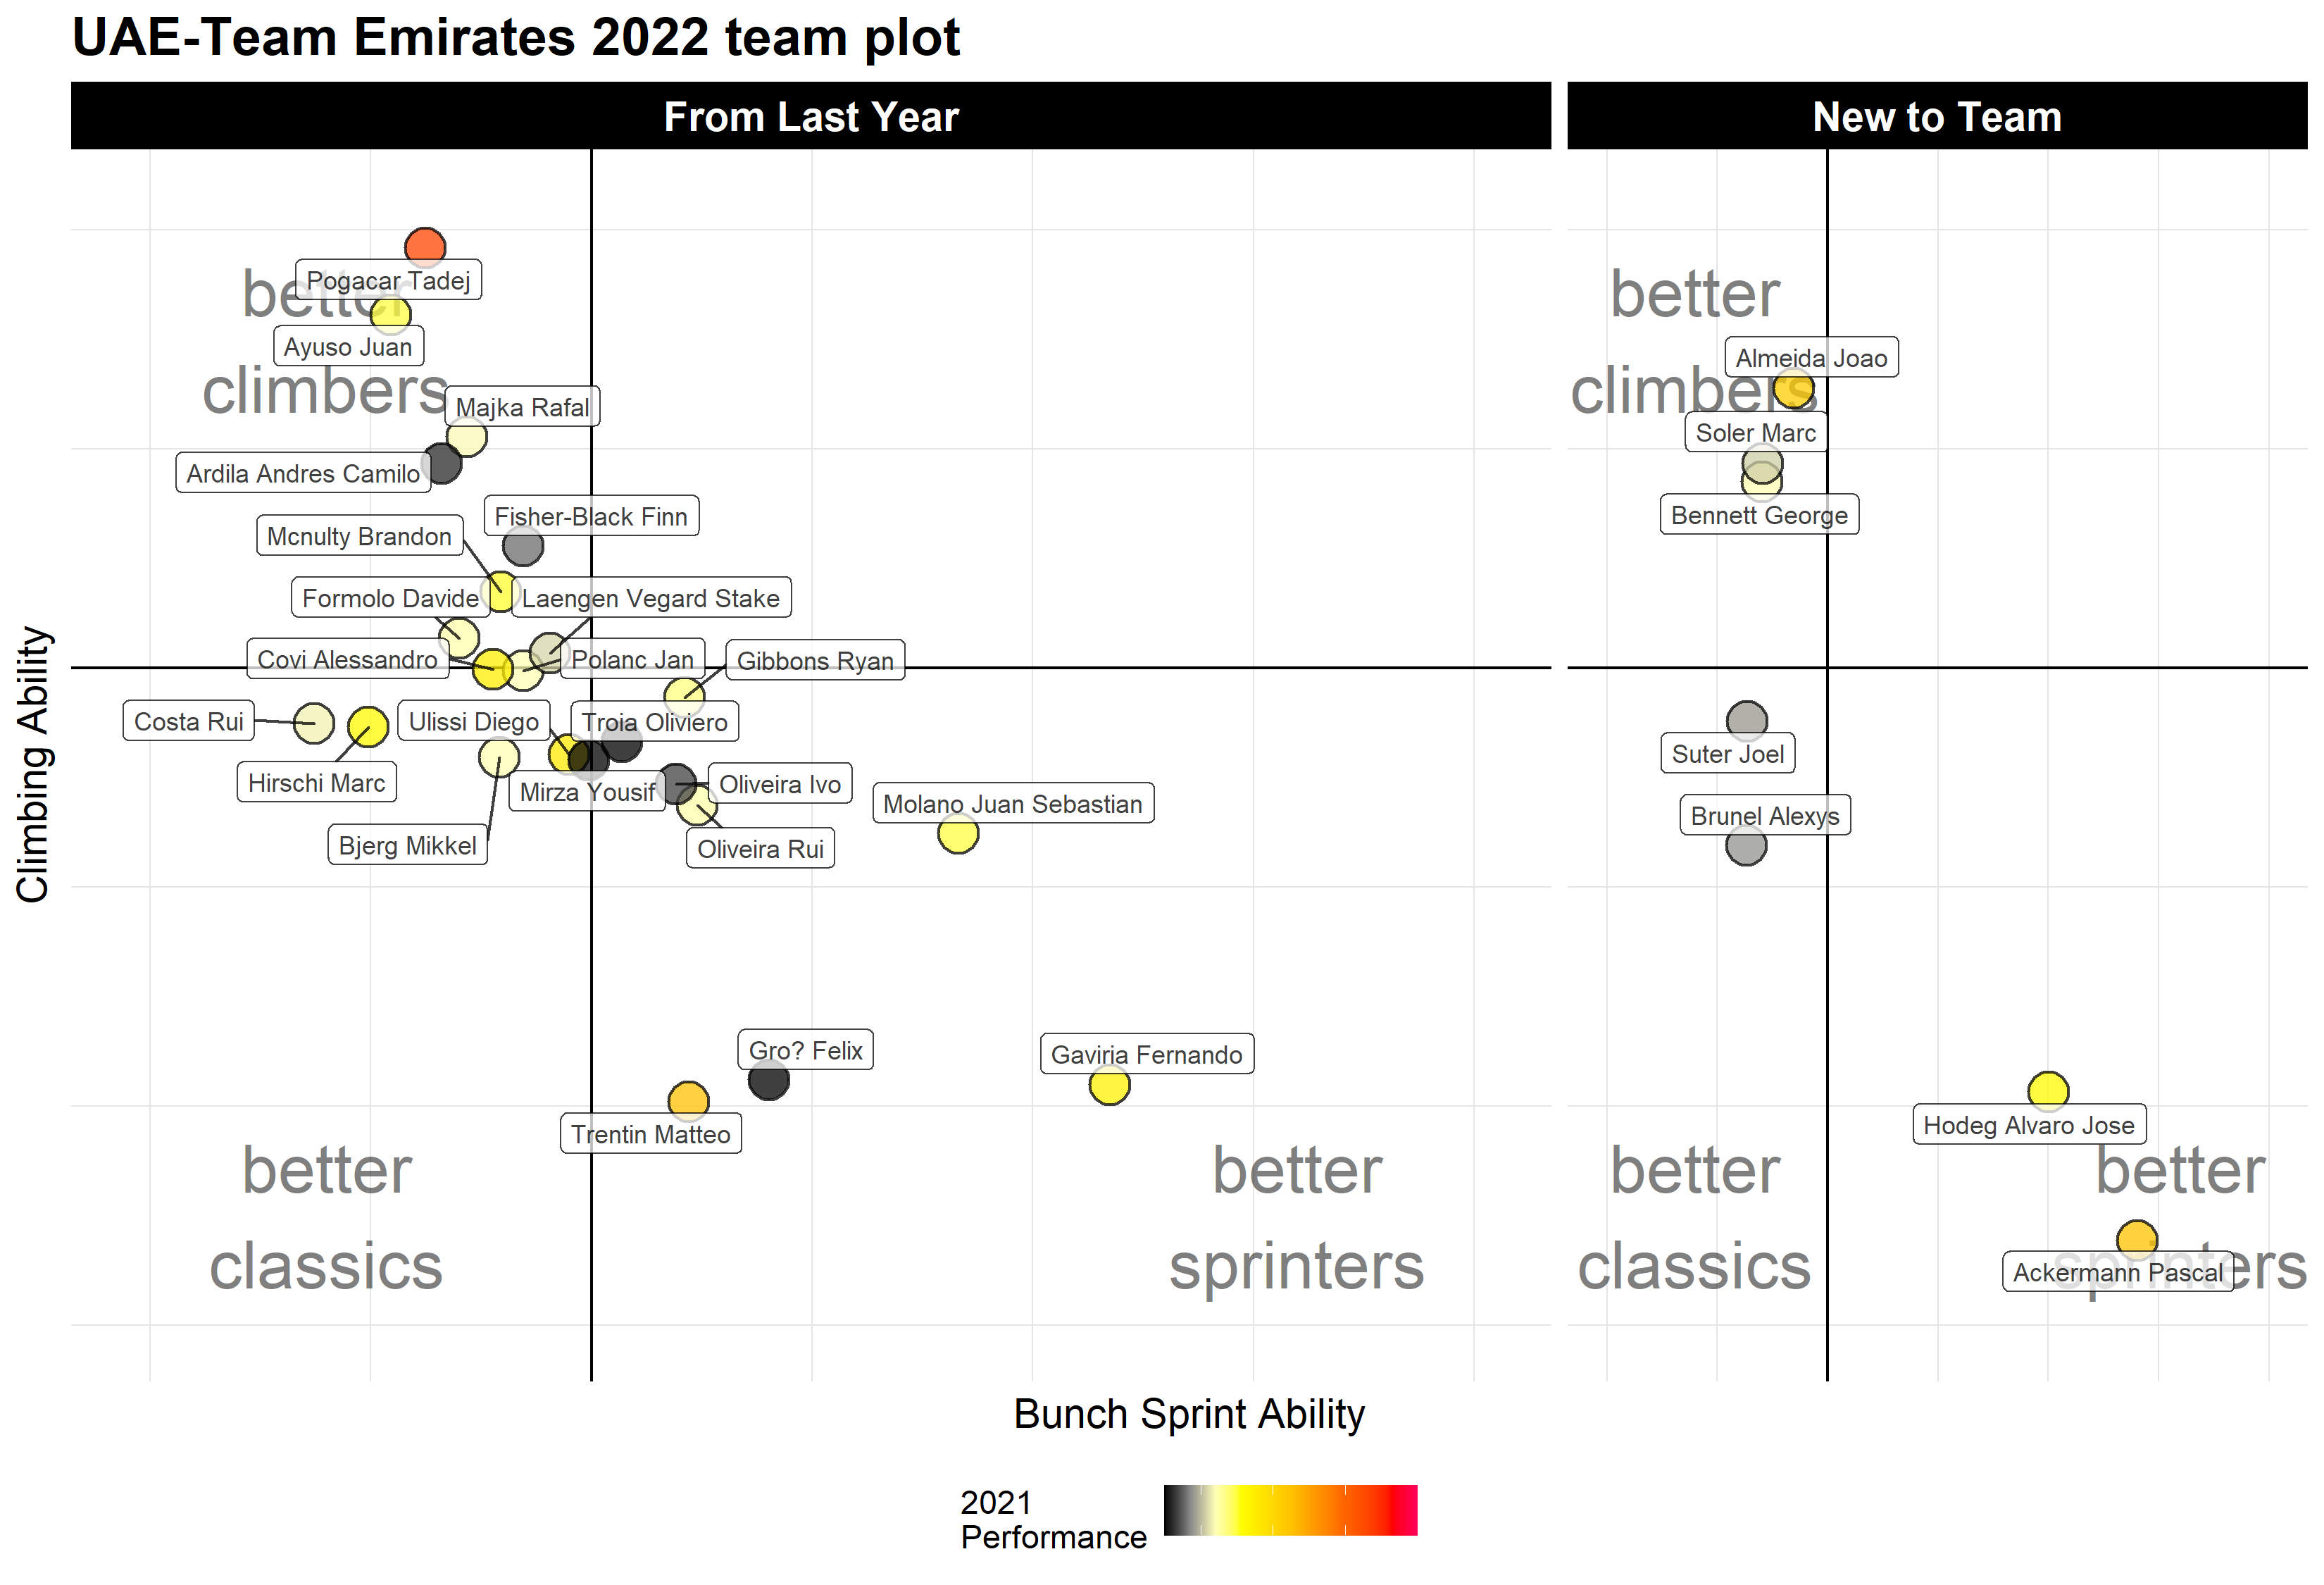 UAE-Team Emirates 2022 team plot
From Last Year
New to Team
Climbing Ability
better
climbers
Pogacar Tadej
Ayuso Juan
Majka Rafal
Ardila Andres Camilo
Fisher-Black Finn
Mcnulty Brandon
Formolo Davide
Laengen Vegard Stake
Covi Alessandro
Polanc Jan
Gibbons Ryan
Costa Rui
Hirschi Marc
Ulissi Diego
Troia Oliviero
Mirza Yousif
Oliveira Ivo
Bjerg Mikkel
Oliveira Rui
Molano Juan Sebastian
Gro? Felix
Gaviria Fernando
Trentin Matteo
better
classics
better
sprinters
better
climbers
Almeida Joao
Soler Marc
Bennett George
Suter Joel
Brunel Alexys
Hodeg Alvaro Jose
better
classics
better
sprinters
Ackermann Pascal
Bunch Sprint Ability
2021
Performance